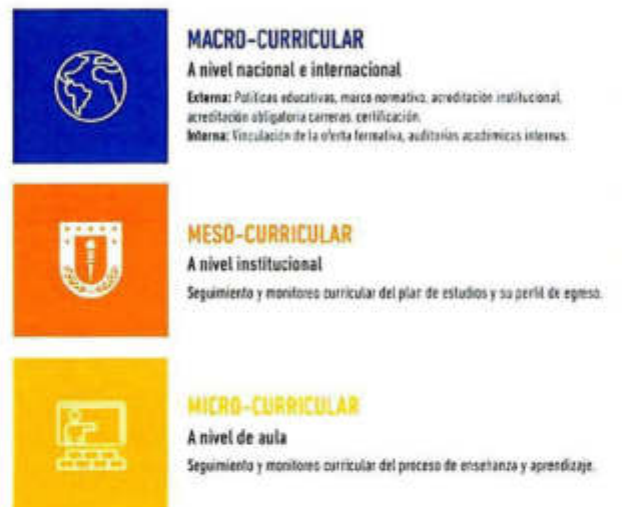 MACRO-CURRICULAR
A nivel nacional e internacional
Externa: Políticas educativas, marco normativo, acreditación institucional,
acreditación obligatoria carreras, certificación.
Interna: Vinculación de la oferta formativa, auditorías académicas internas.
MESO-CURRICULAR
A nivel institucional
Seguimiento y monitoreo curricular del plan de estudios y su perfil de egreso.
MICRO-CURRICULAR
A nivel de aula
Seguimiento y monitoreo curricular del proceso de enseñanza y aprendizaje.